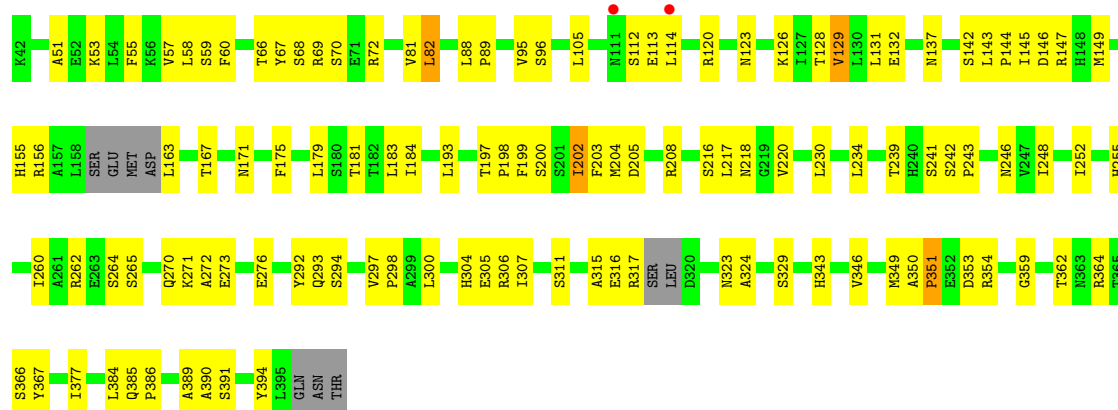 K42 A51 E52 K53 L54 F55 K56 V57 L58 S59 F60 T66 Y67 S68 R69 S70 E71 R72 V81 L82 L88 P89 V95 S96 L105 N111 S112 E113 L114 R120 N123 K126 I127 T128 V129 L130 L131 E132 N137 S142 L143 P144 I145 D146 R147 H148 M149
H155 R156 A157 L158 SER GLU MET ASP L163 T167 N171 F175 L179 S180 T181 T182 L183 I184 L193 T197 P198 F199 S200 S201 I202 F203 M204 D205 R208 S216 L217 N218 G219 V220 L230 L234 T239 H240 S241 S242 P243 N246 V247 I248 I252 H255
I260 A261 R262 E263 S264 S265 Q270 K271 A272 E273 E276 Y292 Q293 S294 V297 P298 A299 L300 H304 E305 R306 I307 S311 A315 E316 R317 SER LEU D320 N323 A324 S329 H343 V346 M349 A350 P351 E352 D353 R354 G359 T362 N363 R364 T365
S366 Y367 I377 L384 Q385 P386 A389 A390 S391 Y394 L395 GLN ASN THR